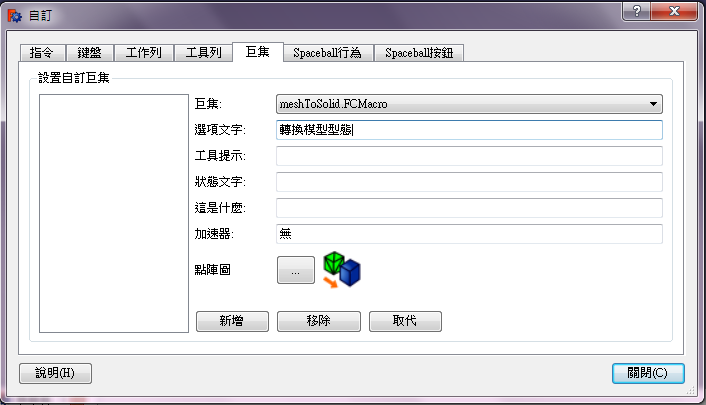 自訂
?
指令 鍵盤 工作列 工具列 巨集 Spaceball行為 Spaceball按鈕
設置自訂巨集
巨集: meshToSolid.FCMacro
選項文字: 轉換模型型態
工具提示:
狀態文字:
這是什麼:
加速器: 無
點陣圖 ...
新增 移除 取代
說明(H) 關閉(C)